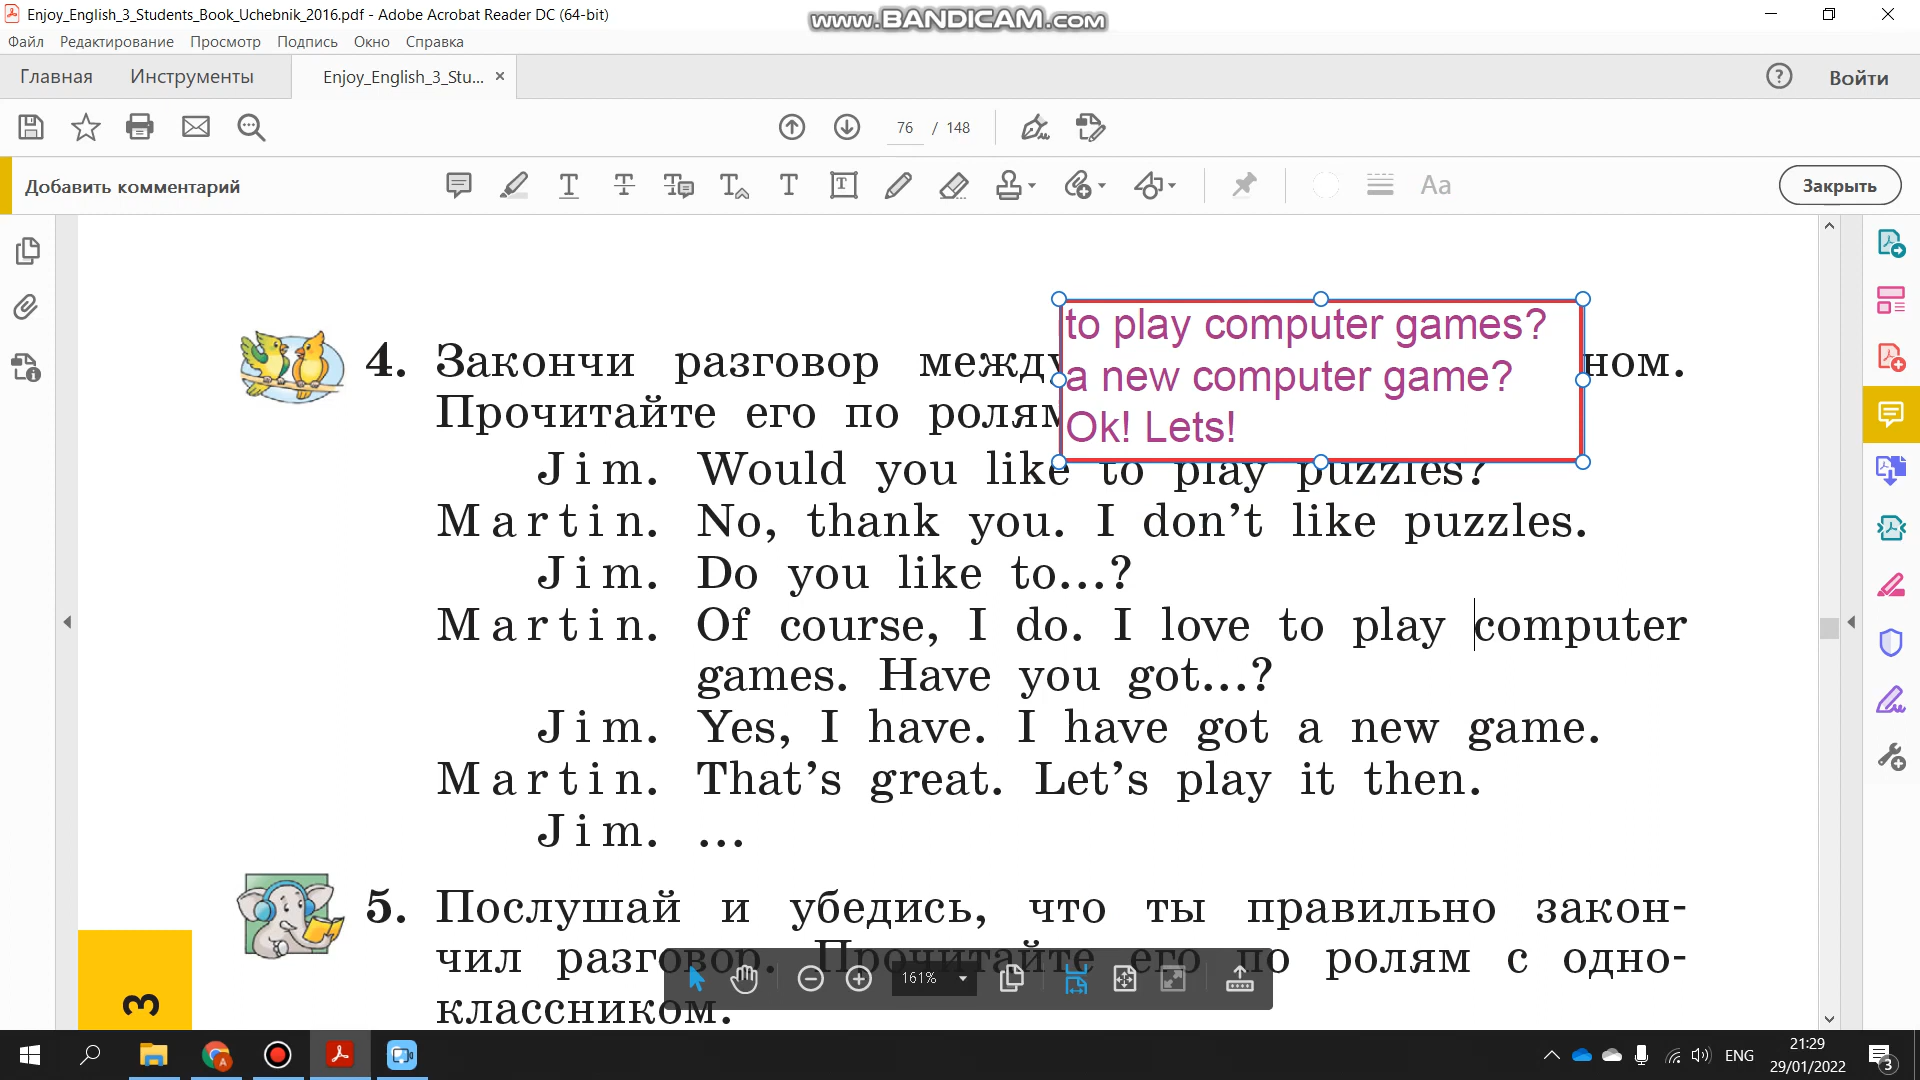 Enjoy_English_3_Students_Book_Uchebnik_2016.pdf - Adobe Acrobat Reader DC (64-bit)
www.BANDICAM.com
Файл Редактирование Просмотр Подпись Окно Справка
Главная Инструменты Enjoy_English_3_Stu... ×
? Войти
76 / 148
Добавить комментарий
Aa
Закрыть
to play computer games?
a new computer game?
Ok! Lets!
4. Закончи разговор между ном.
Прочитайте его по ролям
Jim. Would you like to play puzzles?
Martin. No, thank you. I don't like puzzles.
Jim. Do you like to...?
Martin. Of course, I do. I love to play computer
games. Have you got...?
Jim. Yes, I have. I have got a new game.
Martin. That's great. Let's play it then.
Jim. ...
5. Послушай и убедись, что ты правильно закон-
чил разговор. Прочитайте его по ролям с одно-
классником.
3
161%
ENG
21:29
29/01/2022
3